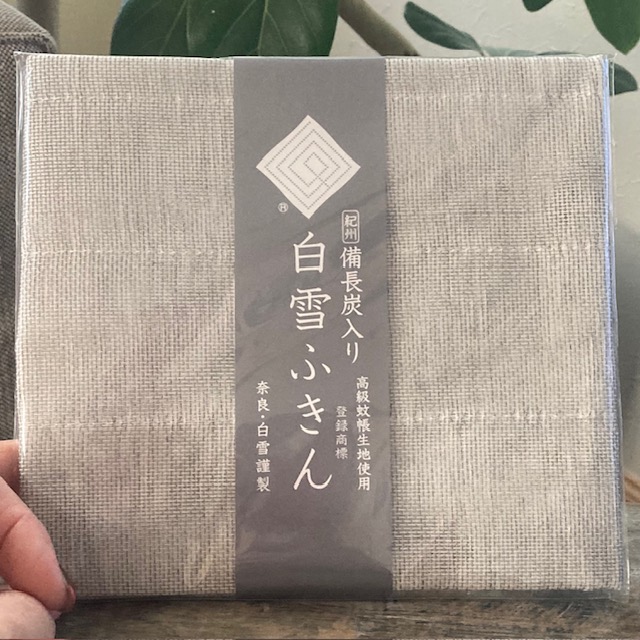 ®
紀州
備長炭入り
白雪ふきん
高級蚊帳生地使用
登録商標
奈良・白雪謹製